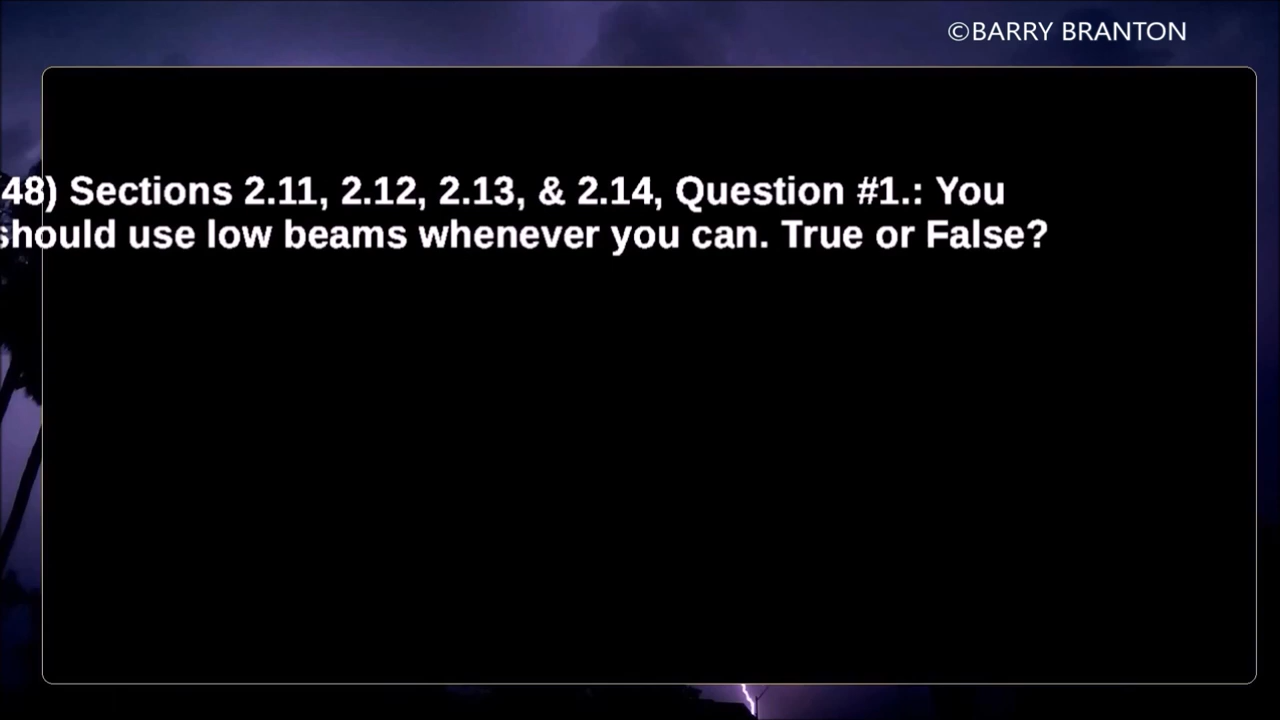 ©BARRY BRANTON
48) Sections 2.11, 2.12, 2.13, & 2.14, Question #1.: You
should use low beams whenever you can. True or False?